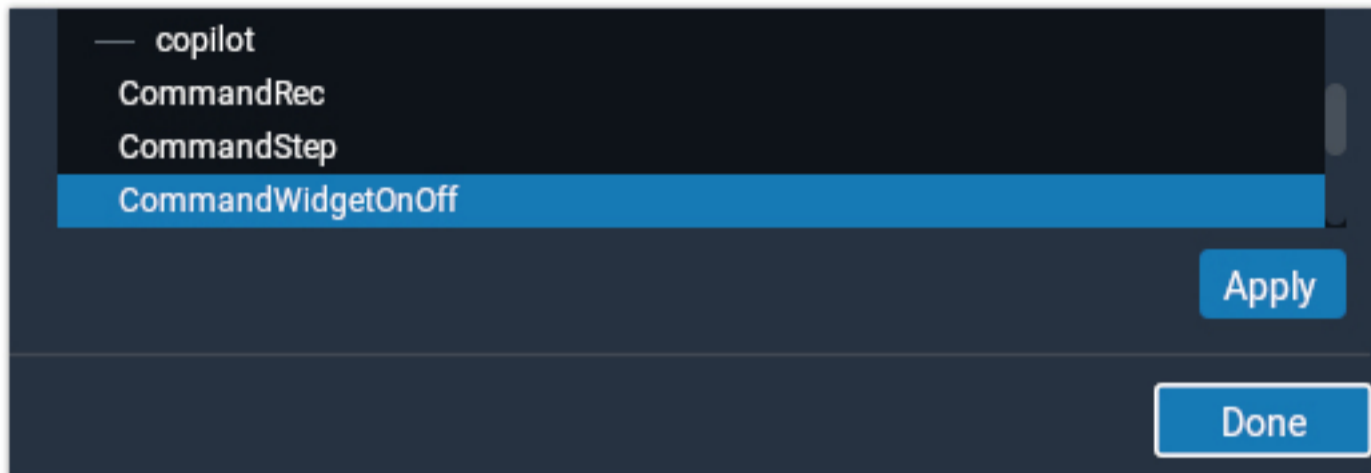 copilot
CommandRec
CommandStep
CommandWidgetOnOff
Apply
Done